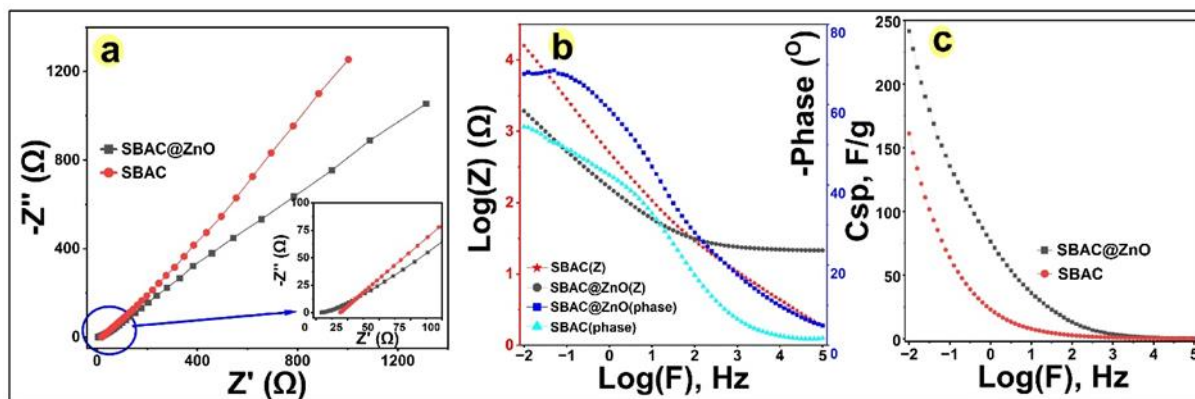 a
-Z'' (Ω)
1200
800
400
0
0
400
800
1200
Z' (Ω)
SBAC@ZnO
SBAC
-Z'' (Ω)
100
75
50
25
0
25
50
75
100
Z' (Ω)
b
Log(Z) (Ω)
4
3
2
1
0
-Phase (O)
80
60
40
20
0
SBAC(Z)
SBAC@ZnO(Z)
SBAC@ZnO(phase)
SBAC(phase)
−2 −1 0 1 2 3 4 5
Log(F), Hz
c
Csp, F/g
250
200
150
100
50
0
SBAC@ZnO
SBAC
−2 −1 0 1 2 3 4 5
Log(F), Hz